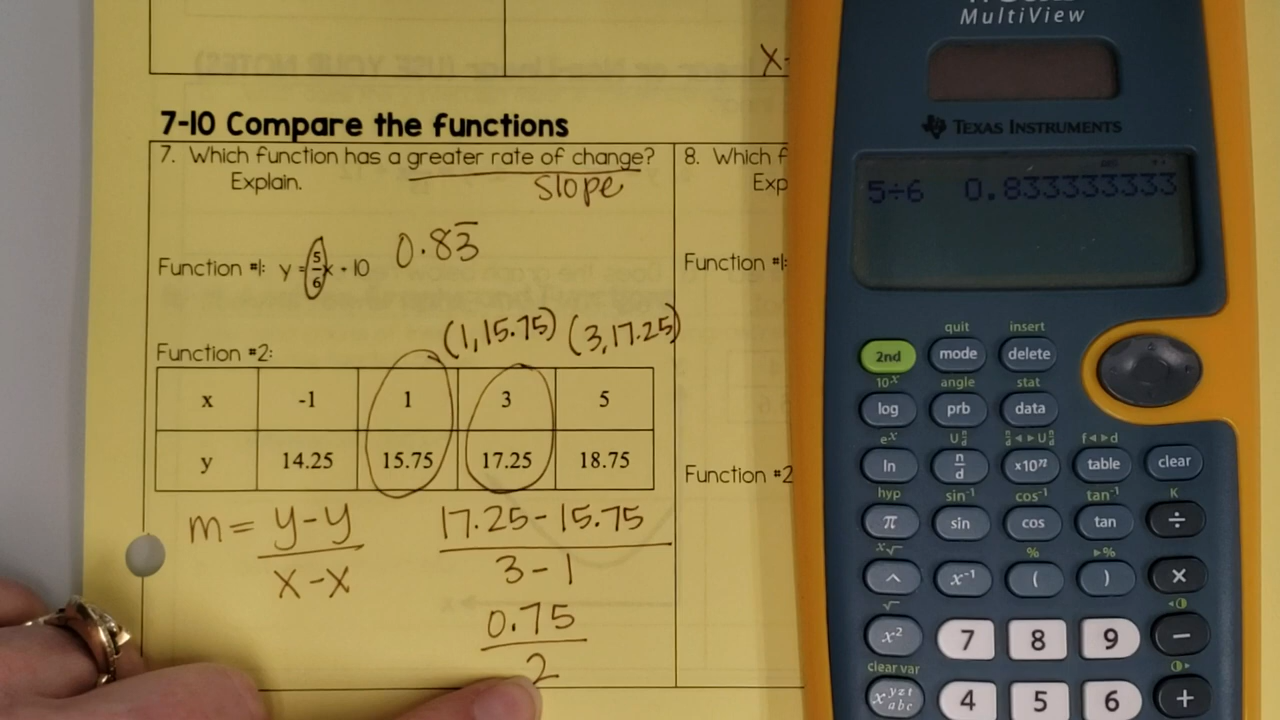 MultiView
TEXAS INSTRUMENTS
5÷6 0.833333333
X-
7-10 Compare the functions
7. Which function has a greater rate of change?
Explain.
slope
Function #1: y = 5/6 x + 10
0.83̅
(1,15.75) (3,17.25)
Function #2:
x -1 1 3 5
y 14.25 15.75 17.25 18.75
m = y-y
x-x
17.25-15.75
3-1
0.75
2
8. Which f
Exp
Function #1:
Function #2
quit insert
2nd mode delete
10^x angle stat
log prb data
e^x U n/d n/d ◄► U n/d f◄►d
ln n/d ×10^n table clear
hyp sin⁻¹ cos⁻¹ tan⁻¹ K
π sin cos tan ÷
x√ % ►%
^ x⁻¹ ( ) ×
√
x² 7 8 9 −
clear var
x yzt abc 4 5 6 +